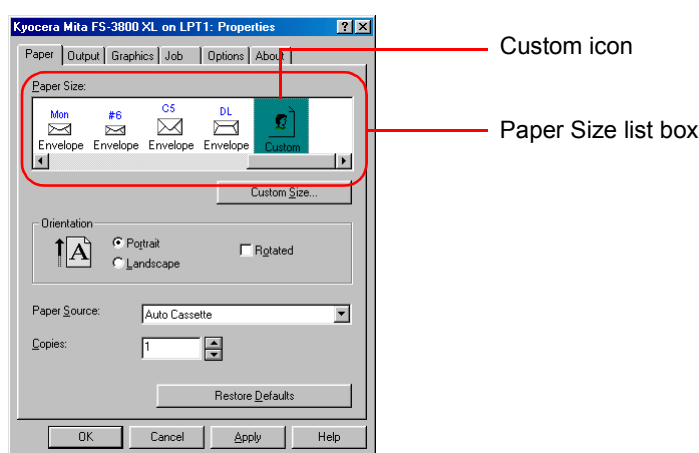 Kyocera Mita FS-3800 XL on LPT1: Properties
Paper Output Graphics Job Options About
Custom icon
Paper Size:
Mon #6 C5 DL
Envelope Envelope Envelope Envelope Custom
Paper Size list box
Custom Size...
Orientation
A
Portrait
Landscape
Rotated
Paper Source: Auto Cassette
Copies: 1
Restore Defaults
OK Cancel Apply Help